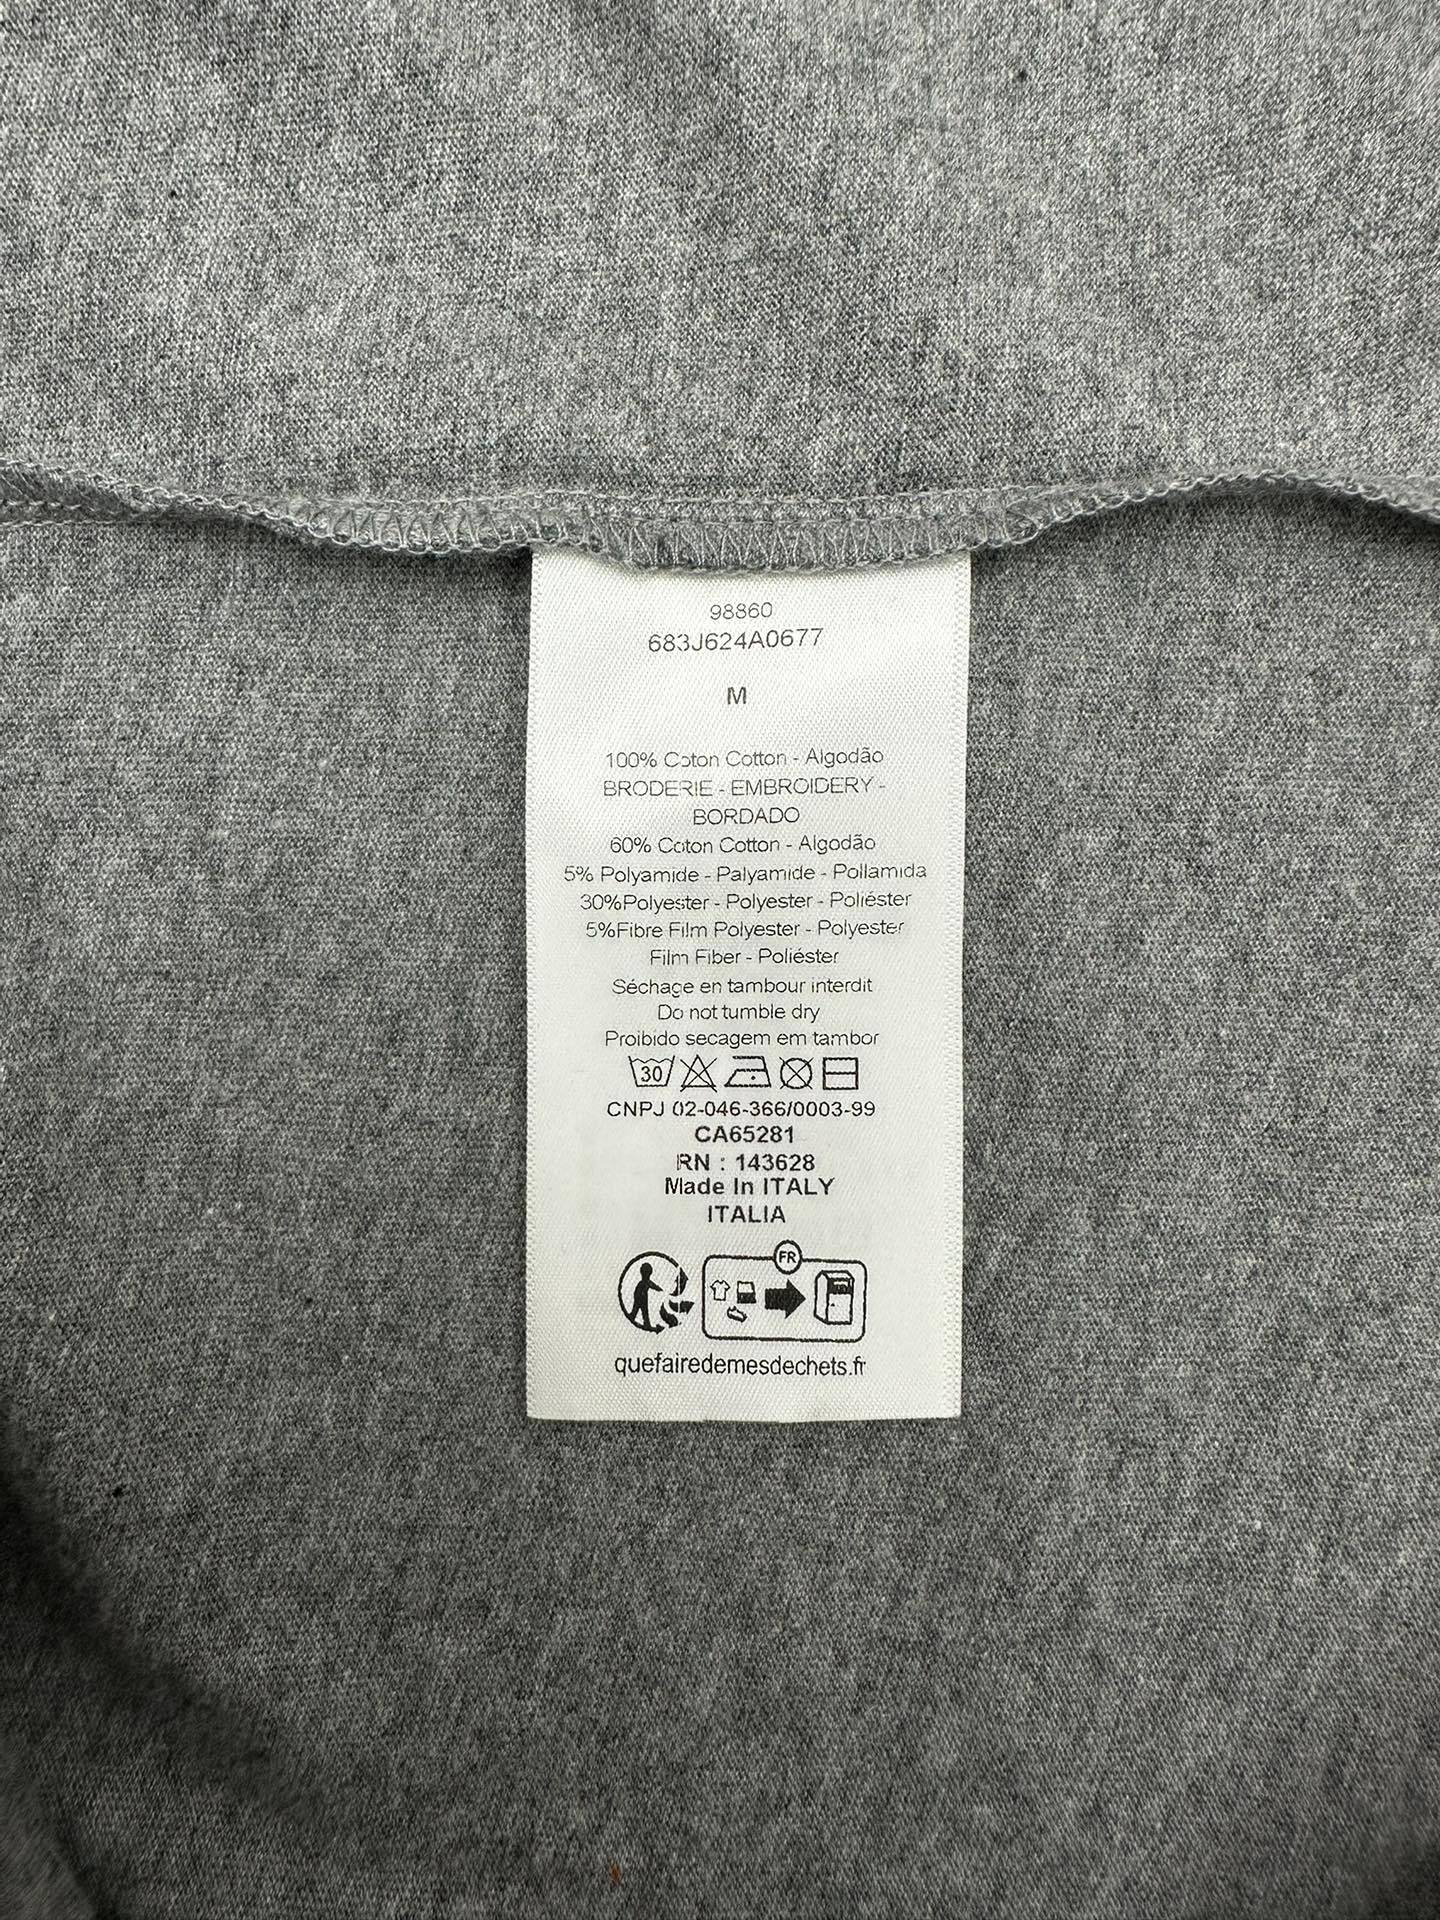 98860
683J624A0677
M
100% Coton Cotton - Algodão
BRODERIE - EMBROIDERY -
BORDADO
60% Coton Cotton - Algodão
5% Polyamide - Palyamide - Pollamida
30%Polyester - Polyester - Poliéster
5%Fibre Film Polyester - Polyester
Film Fiber - Poliéster
Séchage en tambour interdit
Do not tumble dry
Proibido secagem em tambor
30
CNPJ 02-046-366/0003-99
CA65281
RN : 143628
Made In ITALY
ITALIA
FR
quefairedemesdechets.fr